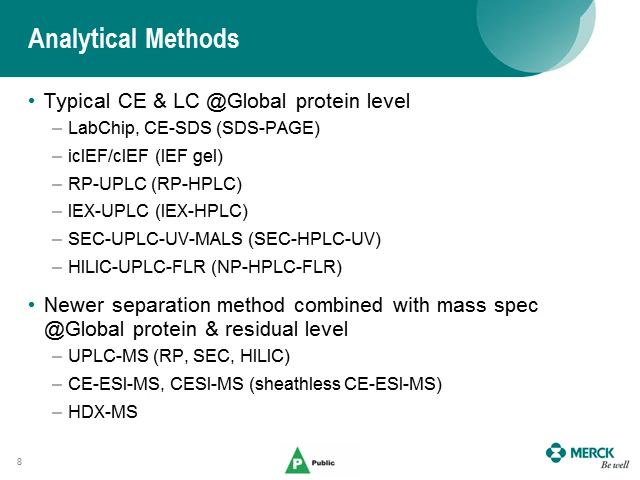 Analytical Methods
• Typical CE & LC @Global protein level
– LabChip, CE-SDS (SDS-PAGE)
– icIEF/cIEF (IEF gel)
– RP-UPLC (RP-HPLC)
– IEX-UPLC (IEX-HPLC)
– SEC-UPLC-UV-MALS (SEC-HPLC-UV)
– HILIC-UPLC-FLR (NP-HPLC-FLR)
• Newer separation method combined with mass spec
@Global protein & residual level
– UPLC-MS (RP, SEC, HILIC)
– CE-ESI-MS, CESI-MS (sheathless CE-ESI-MS)
– HDX-MS
8
P Public
MERCK
Be well